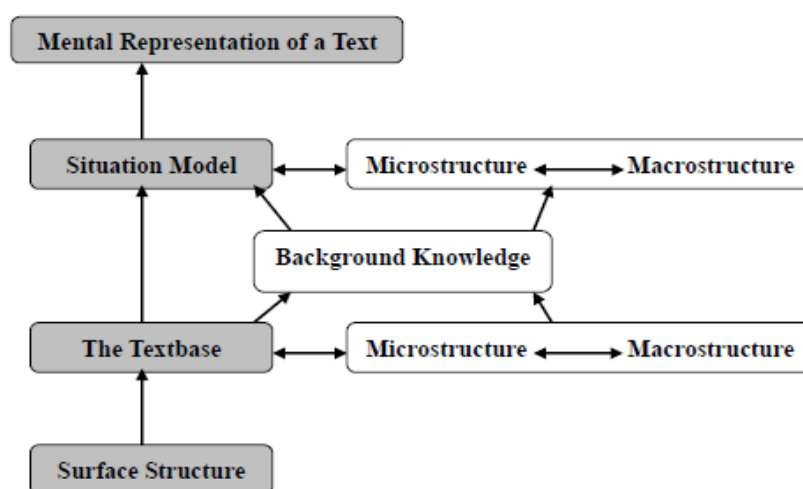 Mental Representation of a Text
Situation Model
Microstructure Macrostructure
Background Knowledge
The Textbase
Microstructure Macrostructure
Surface Structure